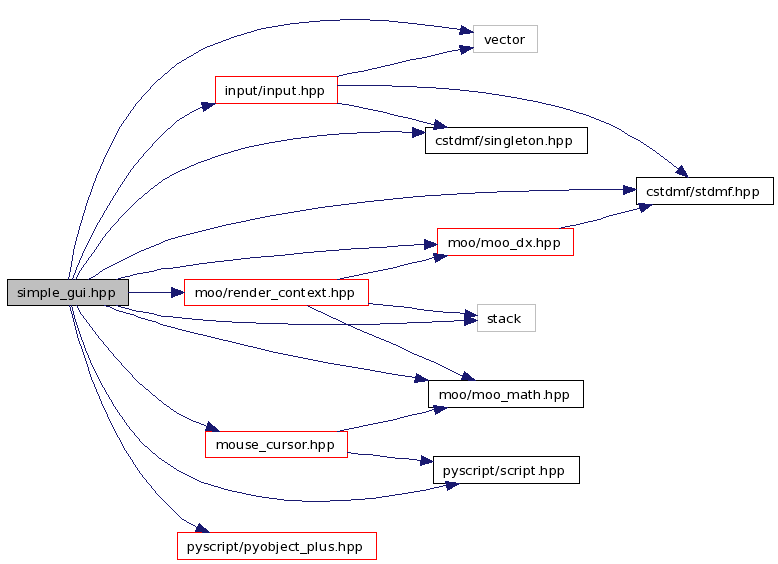 vector
input/input.hpp
cstdmf/singleton.hpp
cstdmf/stdmf.hpp
moo/moo_dx.hpp
simple_gui.hpp
moo/render_context.hpp
stack
moo/moo_math.hpp
mouse_cursor.hpp
pyscript/script.hpp
pyscript/pyobject_plus.hpp